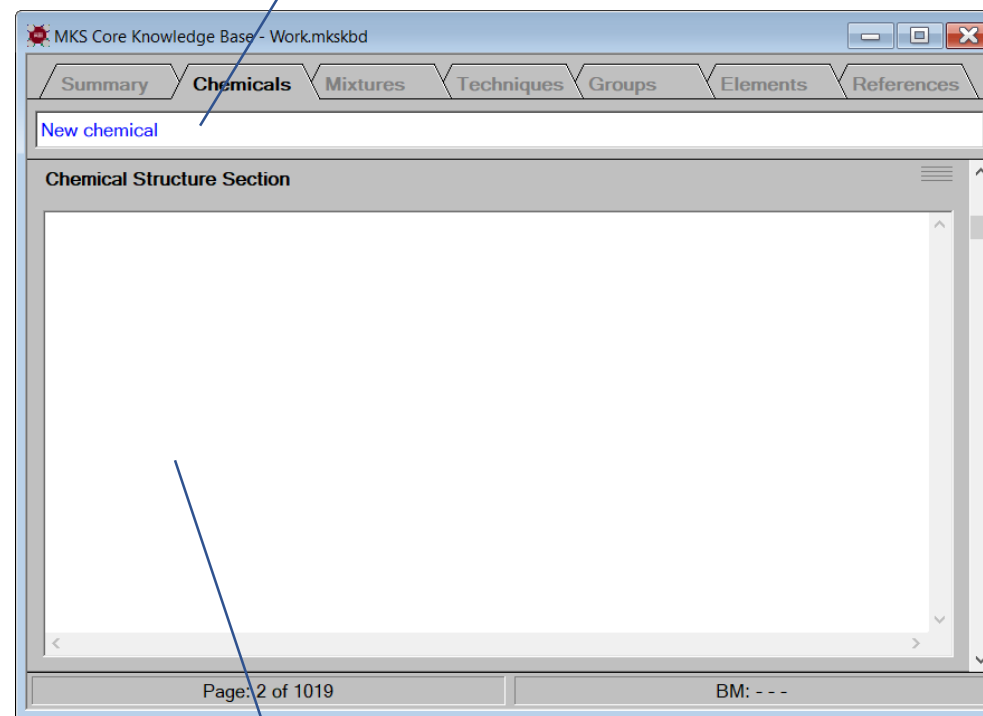 MKS Core Knowledge Base - Work.mkskbd
Summary Chemicals Mixtures Techniques Groups Elements References
New chemical
Chemical Structure Section
Page: 2 of 1019 BM: - - -